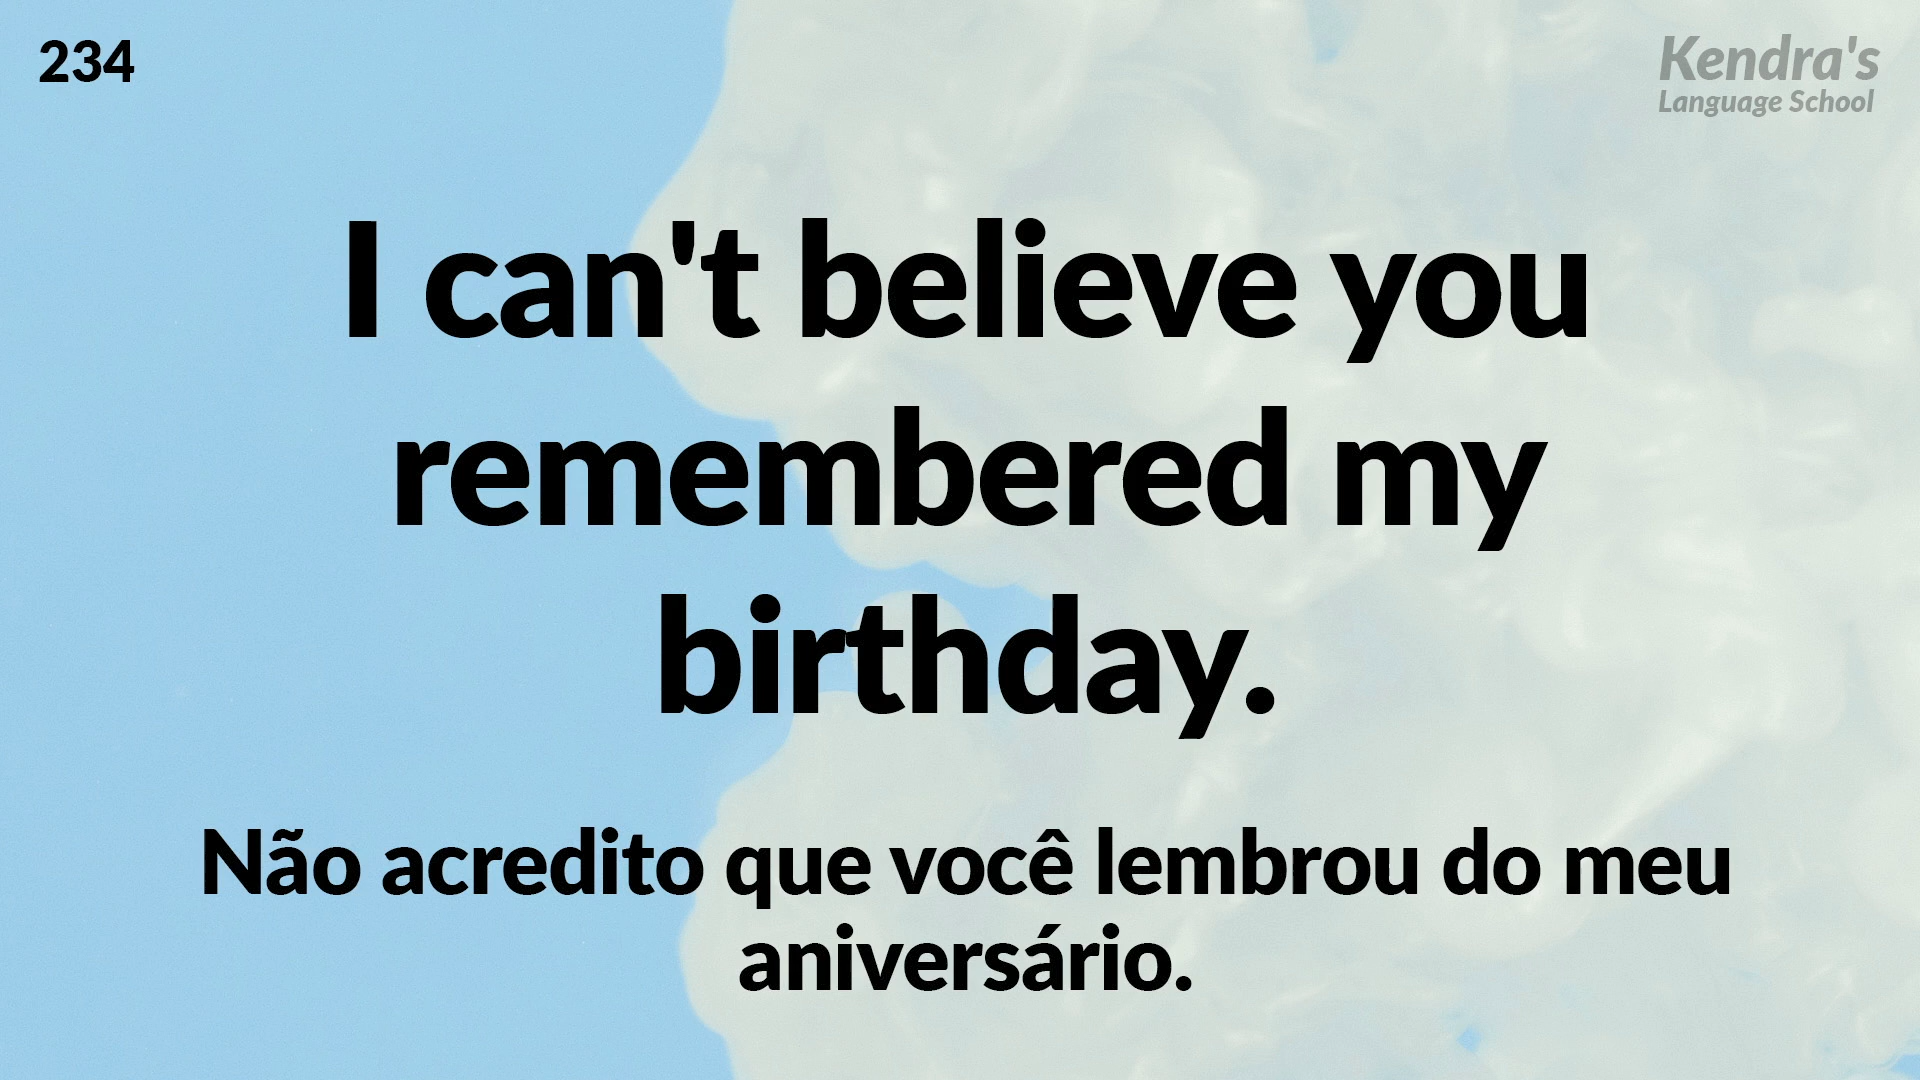 234
Kendra's
Language School
I can't believe you
remembered my
birthday.
Não acredito que você lembrou do meu
aniversário.